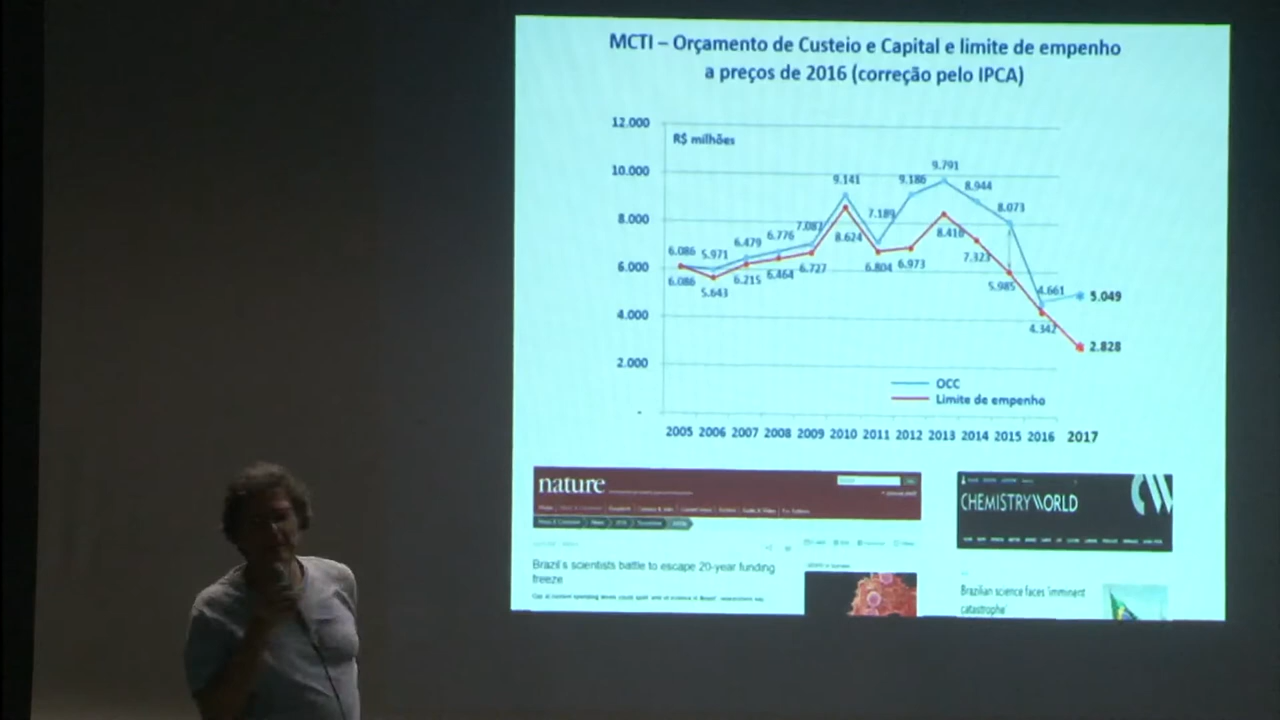 MCTI – Orçamento de Custeio e Capital e limite de empenho
a preços de 2016 (correção pelo IPCA)
R$ milhões
12.000
10.000
8.000
6.000
4.000
2.000
-
9.141
9.186
9.791
8.944
8.073
7.189
6.086
5.971
6.479
6.776
7.087
6.086
5.643
6.215
6.464
6.727
8.624
6.804
6.973
8.416
7.323
5.985
4.661
5.049
4.342
2.828
OCC
Limite de empenho
2005 2006 2007 2008 2009 2010 2011 2012 2013 2014 2015 2016 2017
nature
Brazil's scientists battle to escape 20-year funding
freeze
CHEMISTRY WORLD
CW
Brazilian science faces 'imminent
catastrophe'